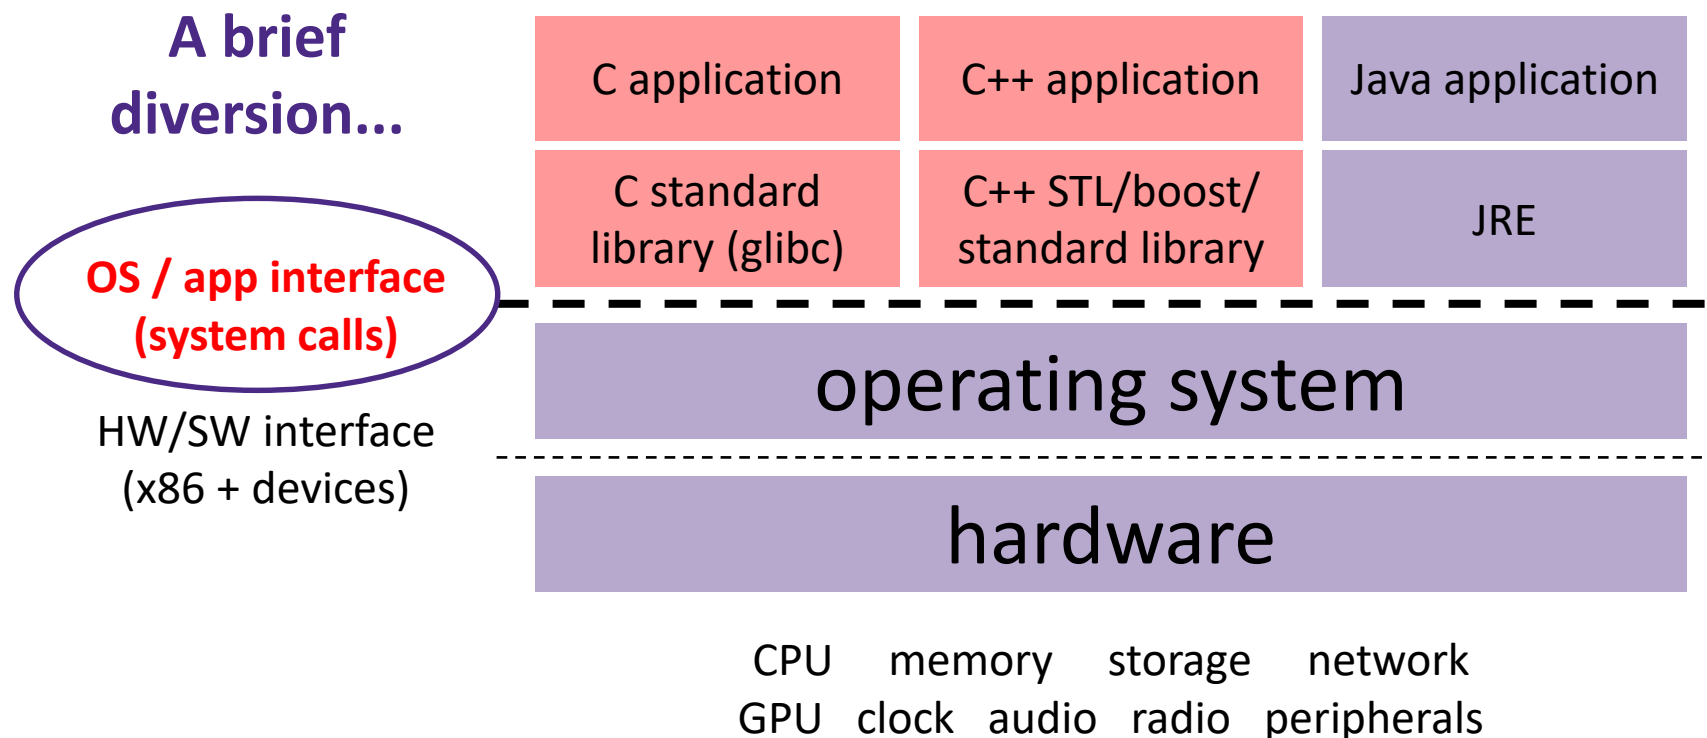 A brief
diversion...
C application
C++ application
Java application
C standard
library (glibc)
C++ STL/boost/
standard library
JRE
OS / app interface
(system calls)
operating system
HW/SW interface
(x86 + devices)
hardware
CPU memory storage network
GPU clock audio radio peripherals